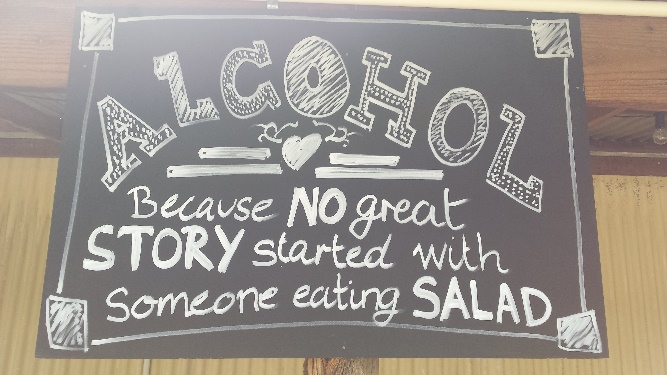 ALCOHOL
Because NO great
STORY started with
Someone eating SALAD